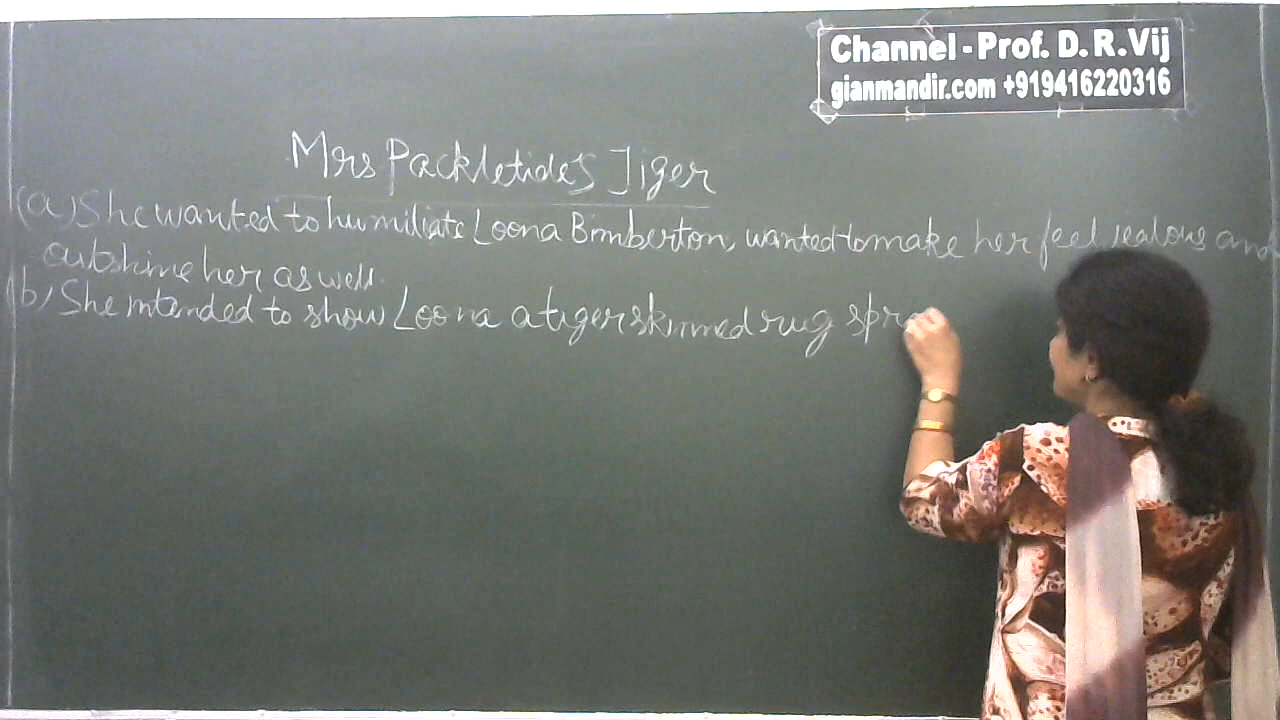 Channel - Prof. D. R. Vij
gianmandir.com +919416220316
Mrs Packletide's Tiger
(a) She wanted to humiliate Loona Bimberton, wanted to make her feel jealous and
outshine her as well.
(b) She intended to show Loona a tiger skinned rug spr